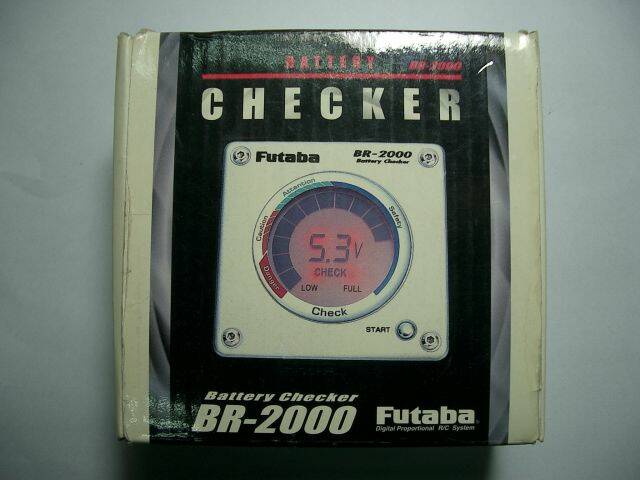 BATTERY BR-2000
CHECKER
Futaba BR-2000
Battery Checker
Attention
Caution
Safety
Danger
5.3V
CHECK
LOW FULL
Check
START
Battery Checker
BR-2000
Futaba
Digital Proportional R/C System